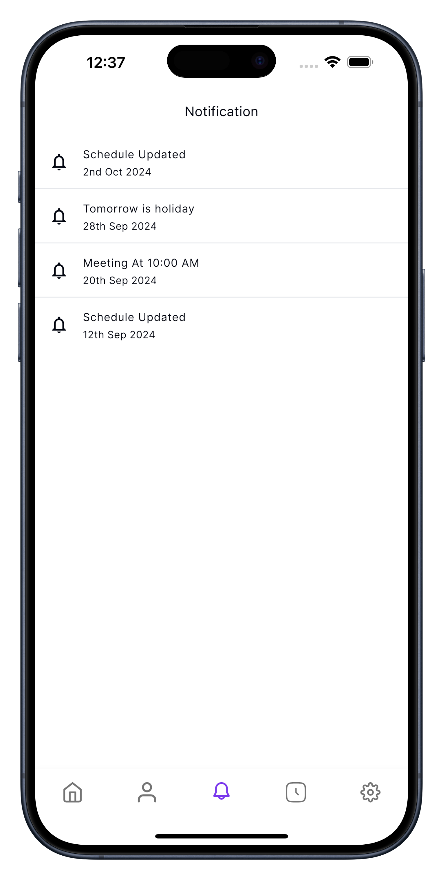 12:37
Notification
Schedule Updated
2nd Oct 2024
Tomorrow is holiday
28th Sep 2024
Meeting At 10:00 AM
20th Sep 2024
Schedule Updated
12th Sep 2024